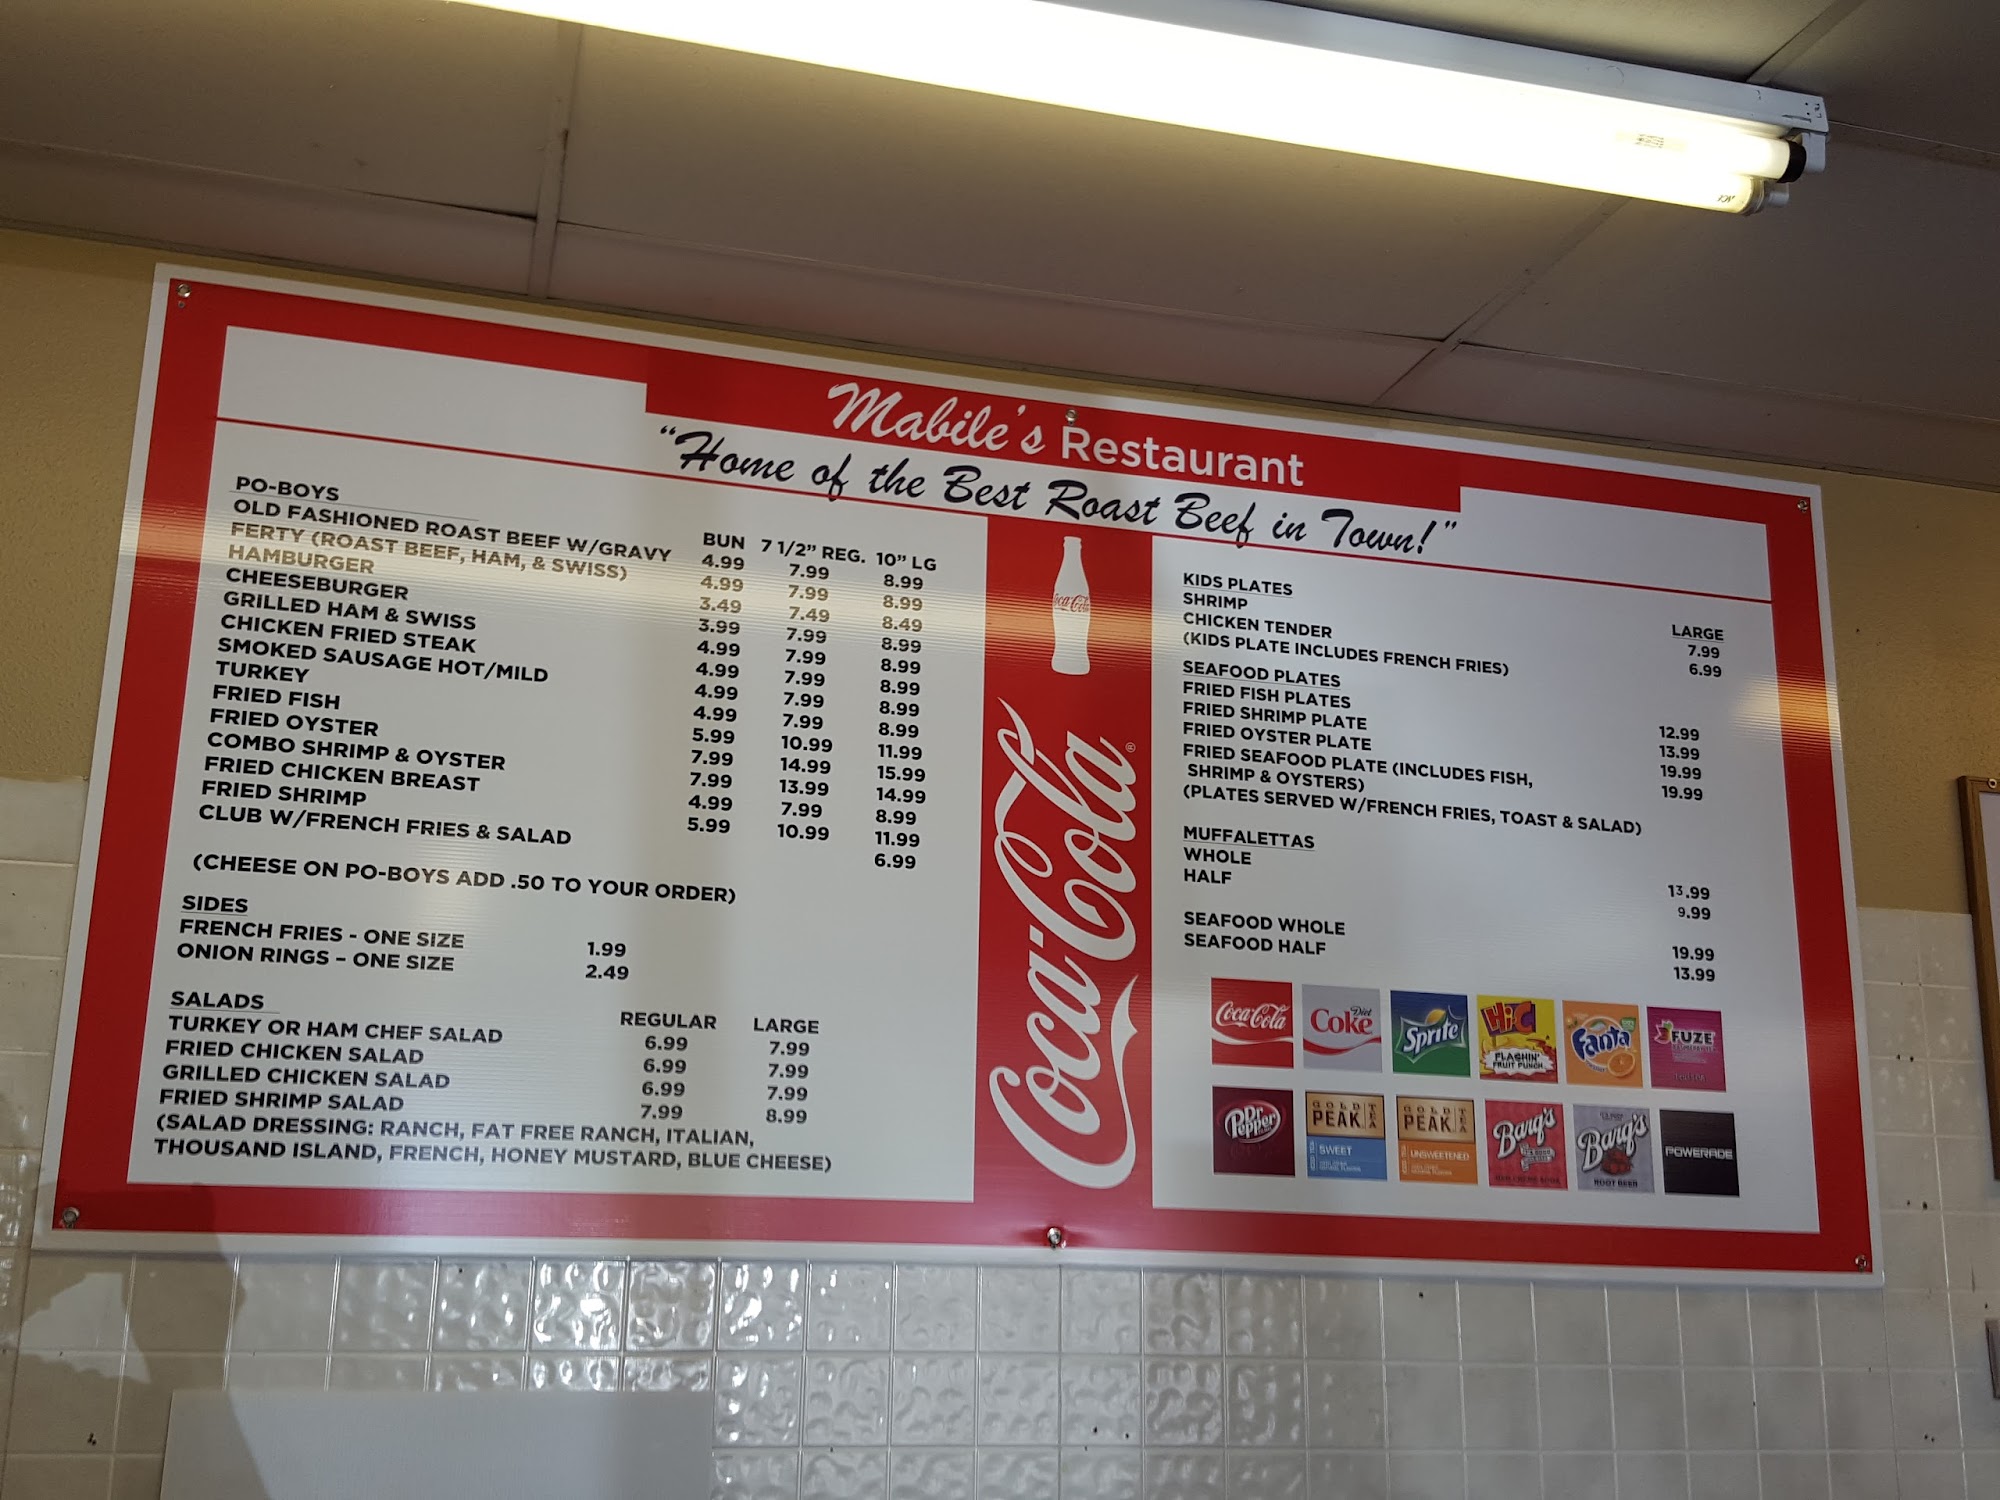 Mabile's Restaurant
"Home of the Best Roast Beef in Town!"
PO-BOYS BUN 7 1/2" REG. 10" LG
OLD FASHIONED ROAST BEEF W/GRAVY 4.99 7.99 8.99
FERTY (ROAST BEEF, HAM, & SWISS) 4.99 7.99 8.99
HAMBURGER 3.49 7.49 8.49
CHEESEBURGER 3.99 7.99 8.99
GRILLED HAM & SWISS 4.99 7.99 8.99
CHICKEN FRIED STEAK 4.99 7.99 8.99
SMOKED SAUSAGE HOT/MILD 4.99 7.99 8.99
TURKEY 4.99 7.99 8.99
FRIED FISH 5.99 10.99 11.99
FRIED OYSTER 7.99 14.99 15.99
COMBO SHRIMP & OYSTER 7.99 13.99 14.99
FRIED CHICKEN BREAST 4.99 7.99 8.99
FRIED SHRIMP 5.99 10.99 11.99
CLUB W/FRENCH FRIES & SALAD 6.99
(CHEESE ON PO-BOYS ADD .50 TO YOUR ORDER)
SIDES
FRENCH FRIES - ONE SIZE 1.99
ONION RINGS – ONE SIZE 2.49
SALADS REGULAR LARGE
TURKEY OR HAM CHEF SALAD 6.99 7.99
FRIED CHICKEN SALAD 6.99 7.99
GRILLED CHICKEN SALAD 6.99 7.99
FRIED SHRIMP SALAD 7.99 8.99
(SALAD DRESSING: RANCH, FAT FREE RANCH, ITALIAN,
THOUSAND ISLAND, FRENCH, HONEY MUSTARD, BLUE CHEESE)
Coca-Cola
Coca-Cola ®
KIDS PLATES LARGE
SHRIMP 7.99
CHICKEN TENDER 6.99
(KIDS PLATE INCLUDES FRENCH FRIES)
SEAFOOD PLATES
FRIED FISH PLATES 12.99
FRIED SHRIMP PLATE 13.99
FRIED OYSTER PLATE 19.99
FRIED SEAFOOD PLATE (INCLUDES FISH, 19.99
SHRIMP & OYSTERS)
(PLATES SERVED W/FRENCH FRIES, TOAST & SALAD)
MUFFALETTAS
WHOLE 13.99
HALF 9.99
SEAFOOD WHOLE 19.99
SEAFOOD HALF 13.99
Coca-Cola
Diet Coke
Sprite
Hi-C
FLASHIN'
FRUIT PUNCH
Fanta
FUZE
Dr Pepper
GOLD PEAK TEA
SWEET
GOLD PEAK TEA
UNSWEETENED
Barq's
Barq's
ROOT BEER
POWERADE